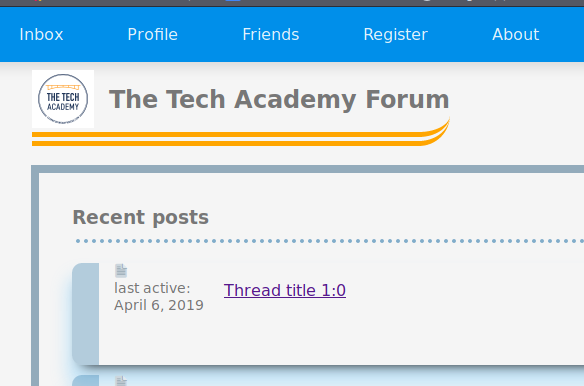 Inbox Profile Friends Register About
THE TECH
ACADEMY
The Tech Academy Forum
Recent posts
last active:
April 6, 2019
Thread title 1:0